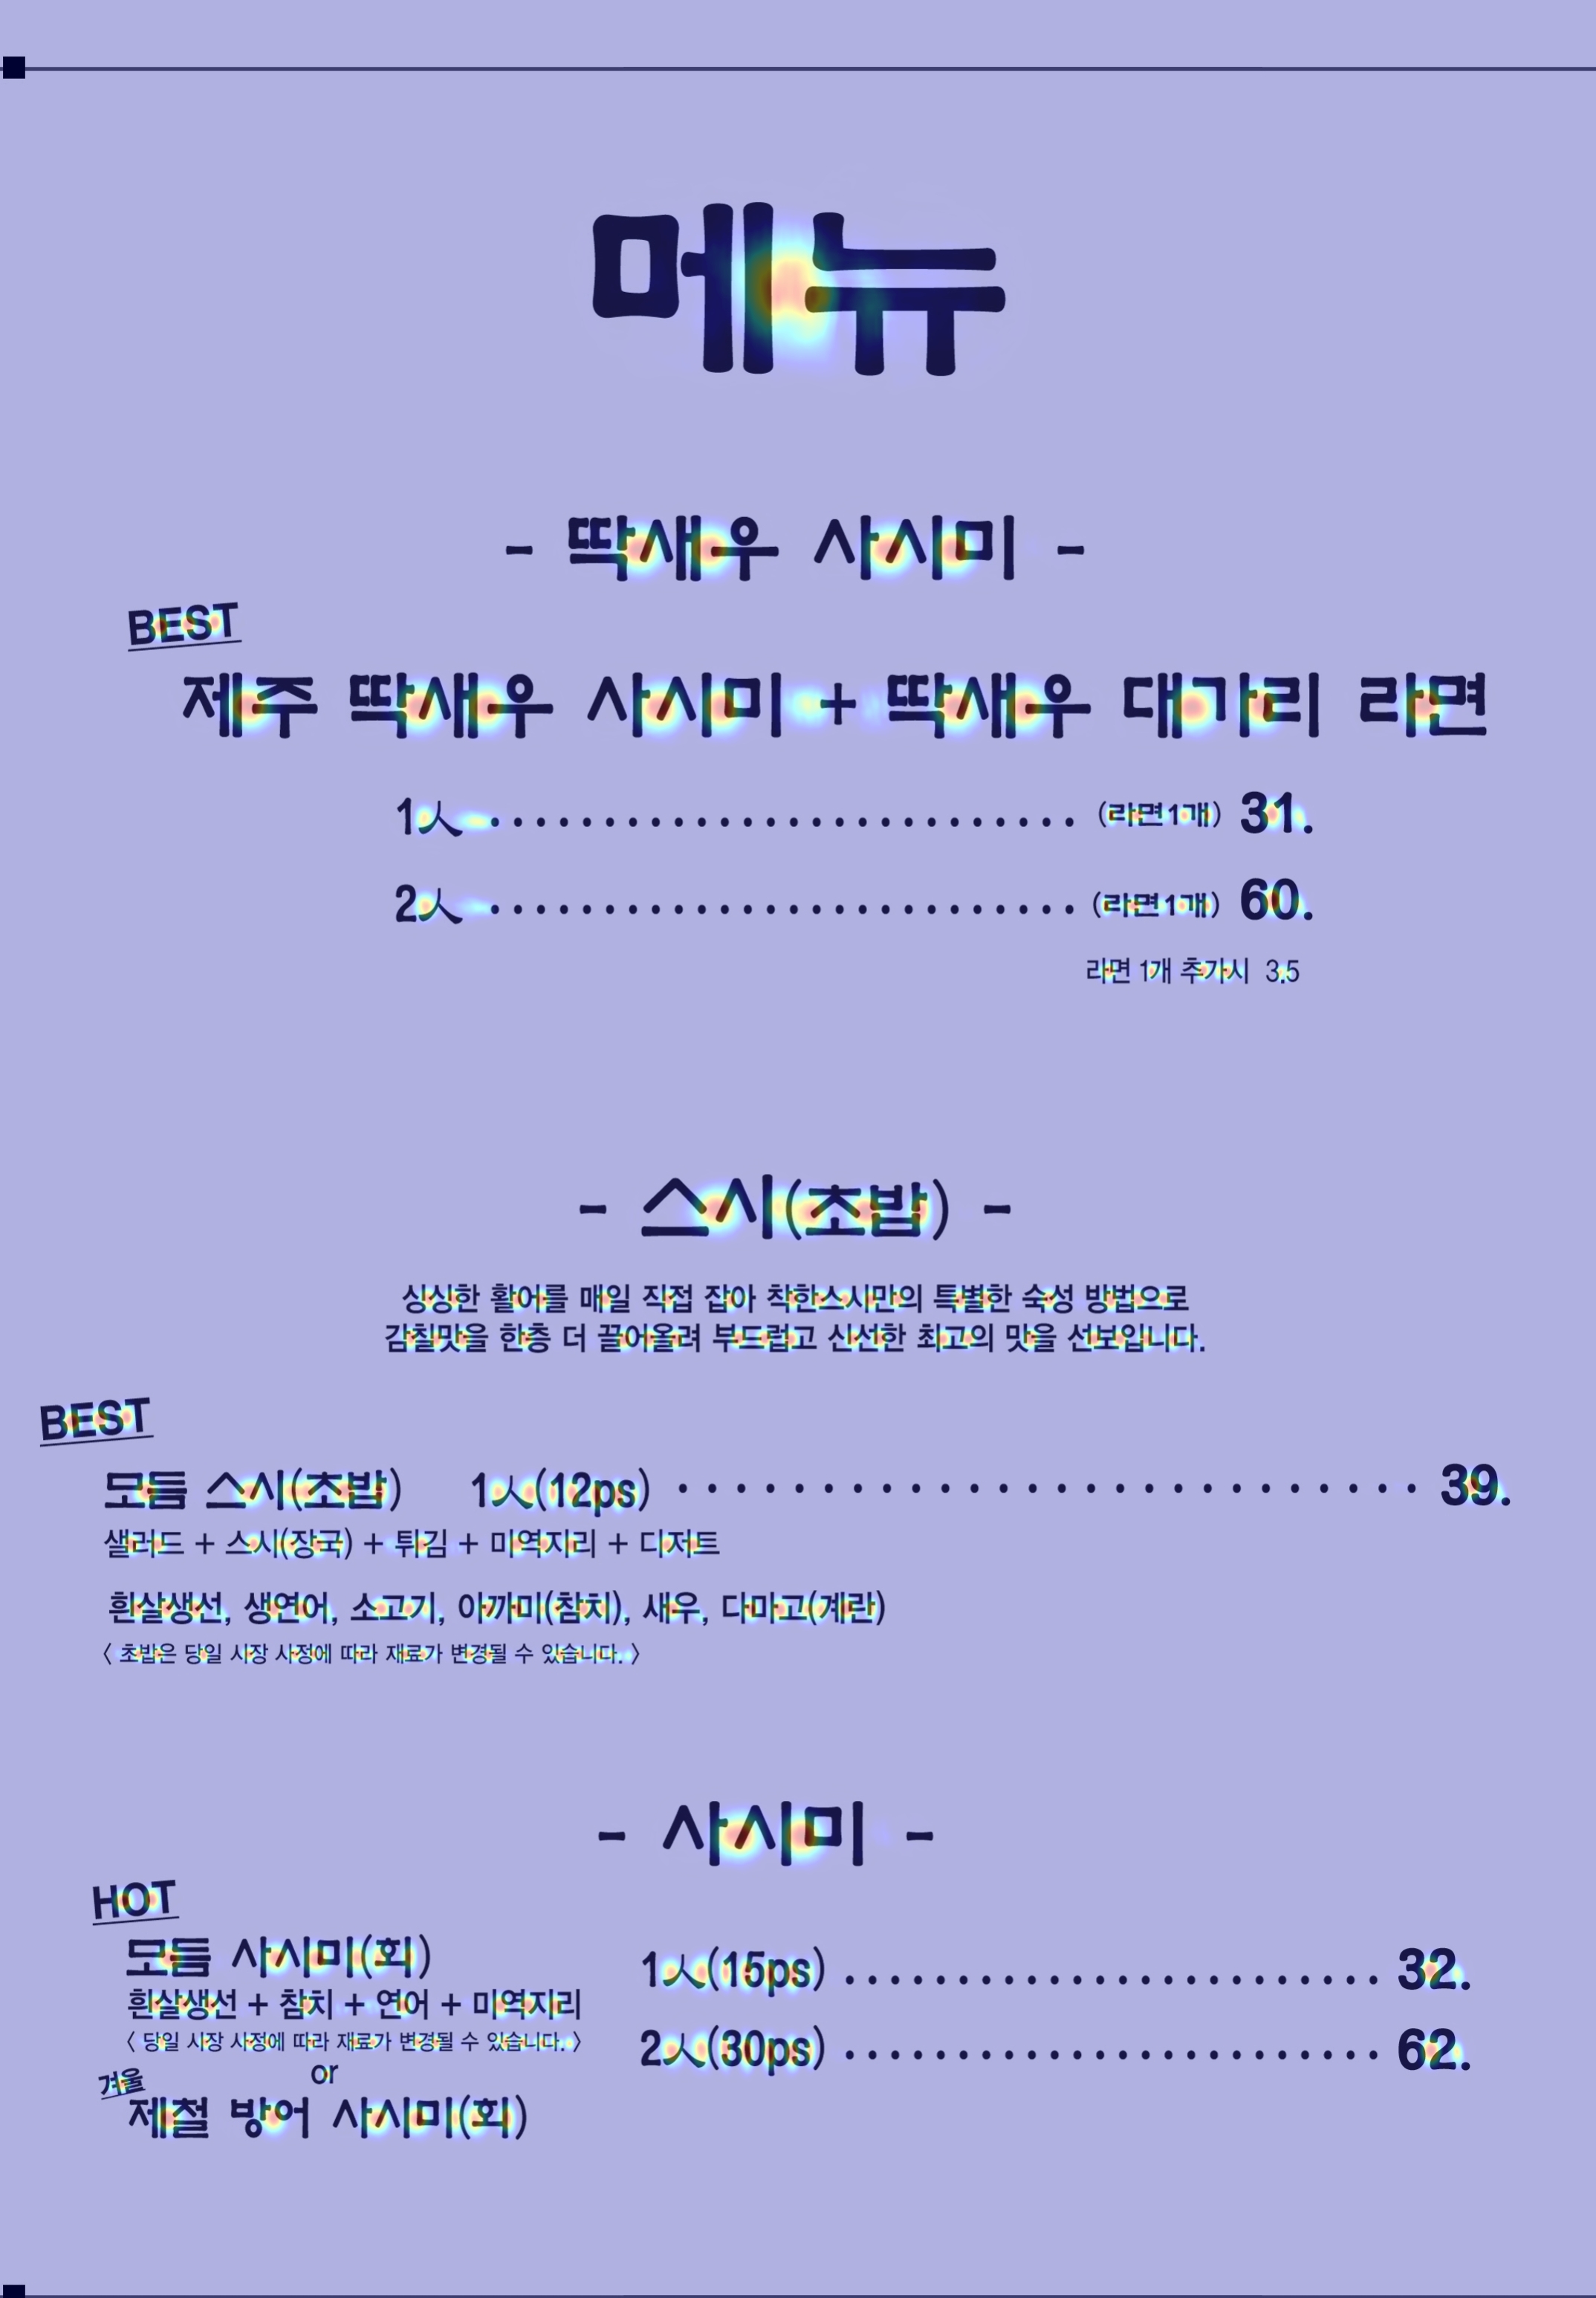 메뉴
- 딱새우 사시미 -
BEST
제주 딱새우 사시미 + 딱새우 대가리 라면
1人 .......................... (라면1개) 31.
2人 .......................... (라면1개) 60.
라면 1개 추가시 3.5
- 스시(초밥) -
싱싱한 활어를 매일 직접 잡아 착한스시만의 특별한 숙성 방법으로
감칠맛을 한층 더 끌어올려 부드럽고 신선한 최고의 맛을 선보입니다.
BEST
모듬 스시(초밥) 1人(12ps) .......................... 39.
샐러드 + 스시(장국) + 튀김 + 미역지리 + 디저트
흰살생선, 생연어, 소고기, 아까미(참치), 새우, 다마고(계란)
〈 초밥은 당일 시장 사정에 따라 재료가 변경될 수 있습니다. 〉
- 사시미 -
HOT
모듬 사시미(회)
흰살생선 + 참치 + 연어 + 미역지리
〈 당일 시장 사정에 따라 재료가 변경될 수 있습니다. 〉
or
겨울
제철 방어 사시미(회)
1人(15ps) ........................ 32.
2人(30ps) ........................ 62.